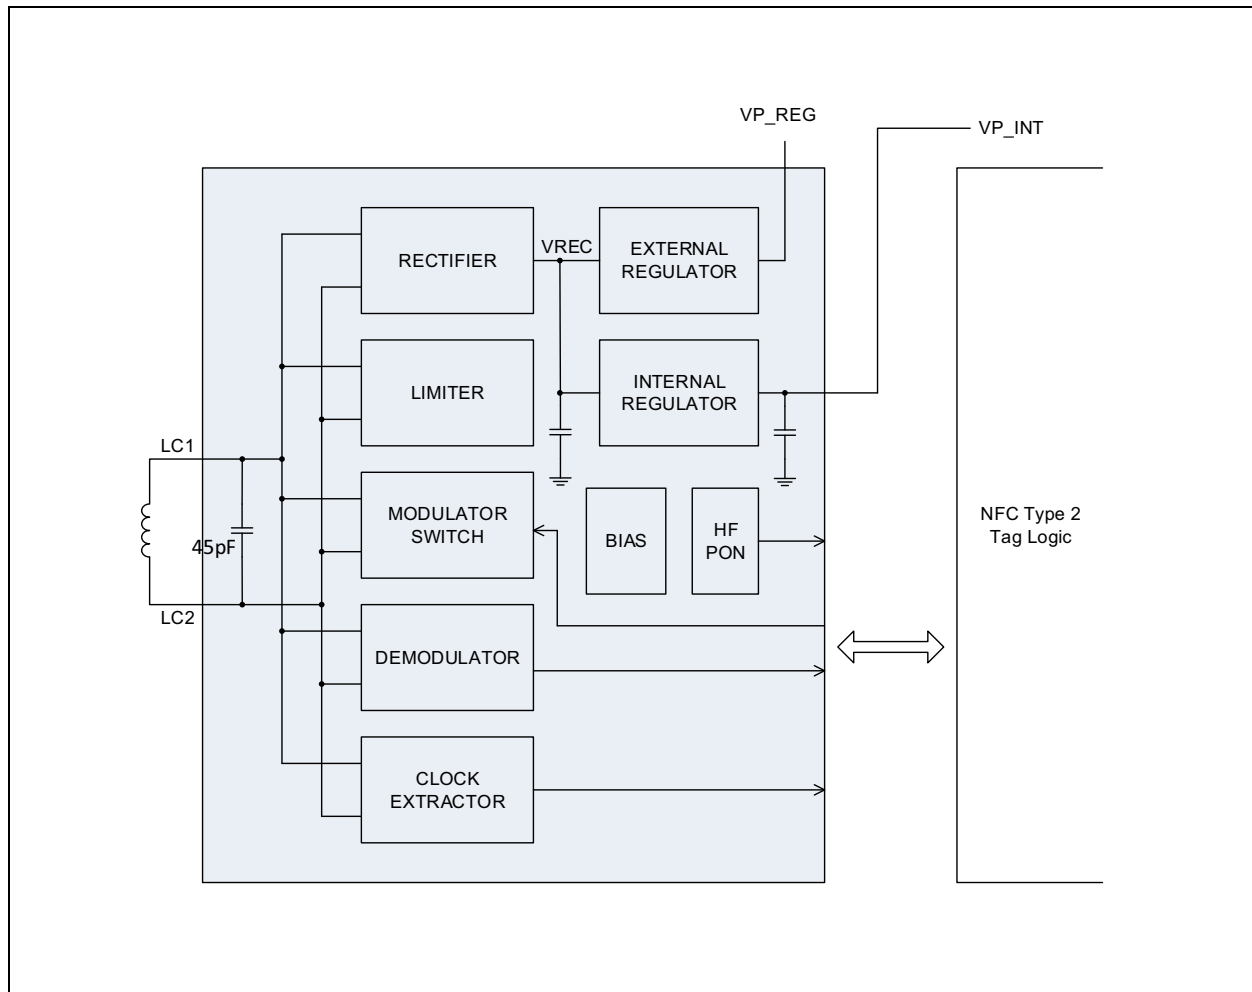 VP_REG
VP_INT
RECTIFIER
VREC
EXTERNAL
REGULATOR
LIMITER
INTERNAL
REGULATOR
LC1
45pF
LC2
MODULATOR
SWITCH
BIAS
HF
PON
NFC Type 2
Tag Logic
DEMODULATOR
CLOCK
EXTRACTOR